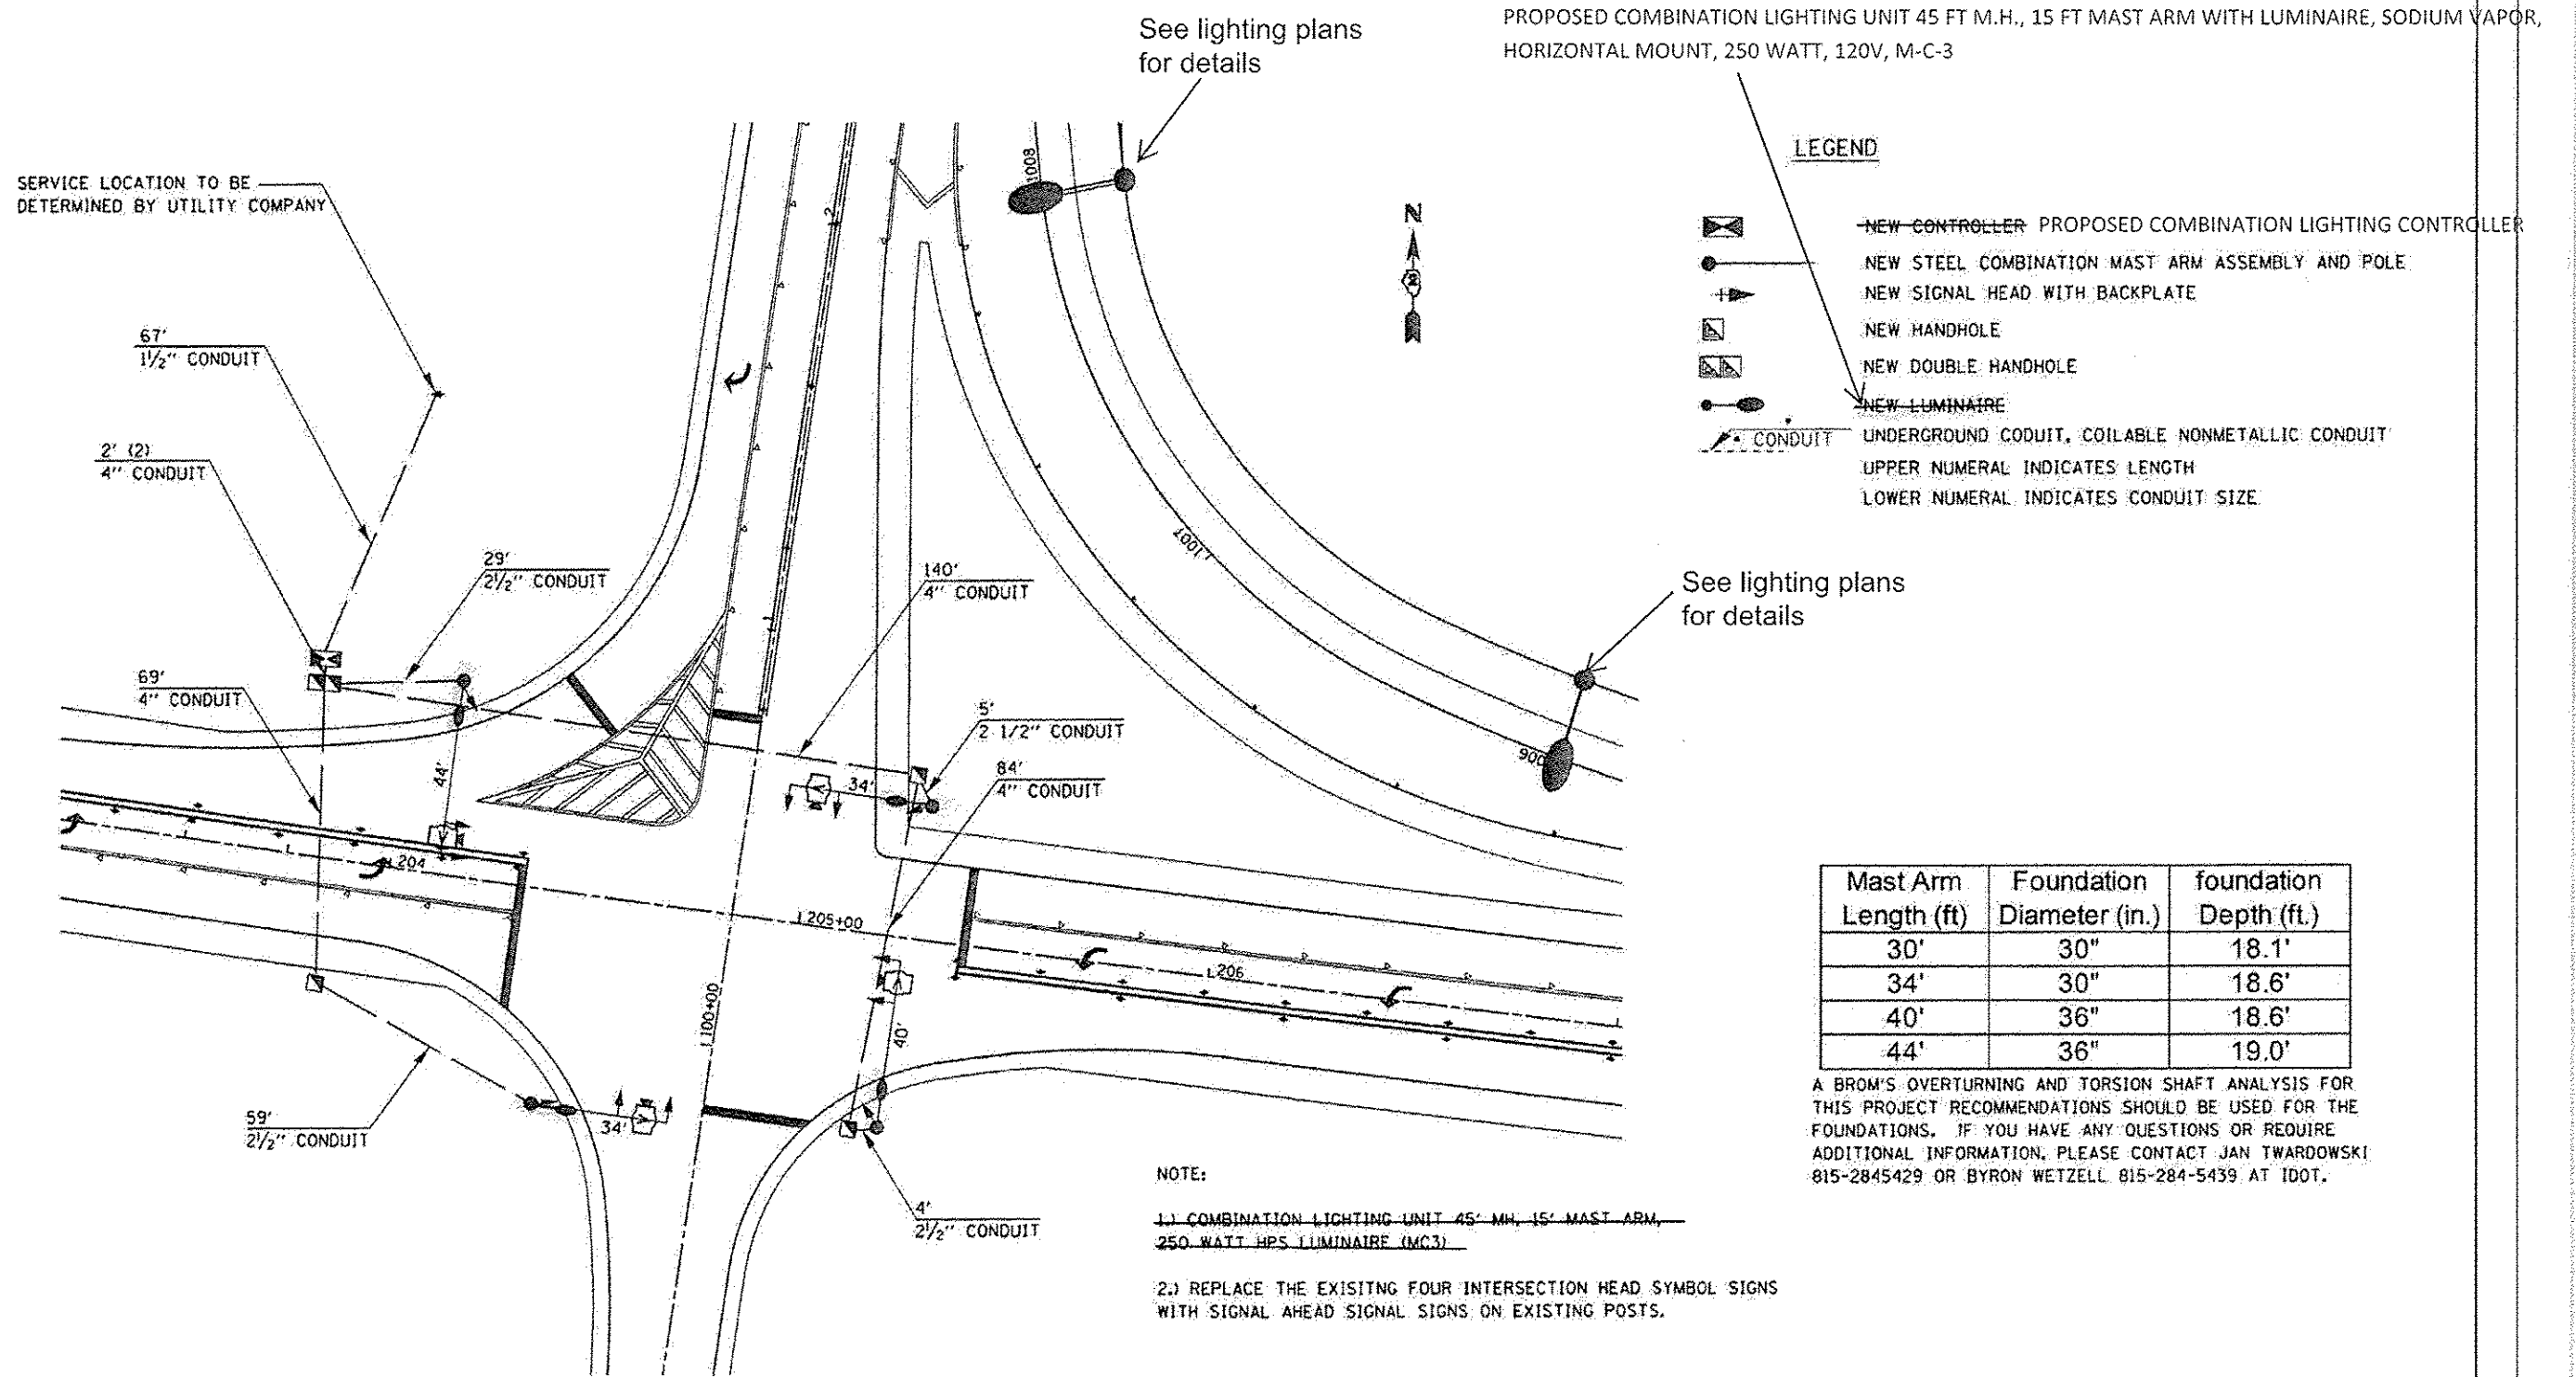 See lighting plans
for details
PROPOSED COMBINATION LIGHTING UNIT 45 FT M.H., 15 FT MAST ARM WITH LUMINAIRE, SODIUM VAPOR,
HORIZONTAL MOUNT, 250 WATT, 120V, M-C-3
LEGEND
NEW CONTROLLER PROPOSED COMBINATION LIGHTING CONTROLLER
NEW STEEL COMBINATION MAST ARM ASSEMBLY AND POLE
NEW SIGNAL HEAD WITH BACKPLATE
NEW HANDHOLE
NEW DOUBLE HANDHOLE
NEW LUMINAIRE
CONDUIT UNDERGROUND CODUIT, COILABLE NONMETALLIC CONDUIT
UPPER NUMERAL INDICATES LENGTH
LOWER NUMERAL INDICATES CONDUIT SIZE
N
2
SERVICE LOCATION TO BE
DETERMINED BY UTILITY COMPANY
67'
1½" CONDUIT
2' (2)
4" CONDUIT
29'
2½" CONDUIT
69'
4" CONDUIT
140'
4" CONDUIT
5'
2 1/2" CONDUIT
84'
4" CONDUIT
59'
2½" CONDUIT
4'
2½" CONDUIT
44'
34'
40'
34'
1008
1007
900
2
1
204
205+00
206
100+00
See lighting plans
for details
Mast Arm Foundation foundation
Length (ft) Diameter (in.) Depth (ft.)
30' 30" 18.1'
34' 30" 18.6'
40' 36" 18.6'
44' 36" 19.0'
A BROM'S OVERTURNING AND TORSION SHAFT ANALYSIS FOR
THIS PROJECT RECOMMENDATIONS SHOULD BE USED FOR THE
FOUNDATIONS. IF YOU HAVE ANY QUESTIONS OR REQUIRE
ADDITIONAL INFORMATION, PLEASE CONTACT JAN TWARDOWSKI
815-2845429 OR BYRON WETZELL 815-284-5439 AT IDOT.
NOTE:
1.) COMBINATION LIGHTING UNIT 45' MH, 15' MAST ARM,
250 WATT HPS LUMINAIRE (MC3)
2.) REPLACE THE EXISITNG FOUR INTERSECTION HEAD SYMBOL SIGNS
WITH SIGNAL AHEAD SIGNAL SIGNS ON EXISTING POSTS.